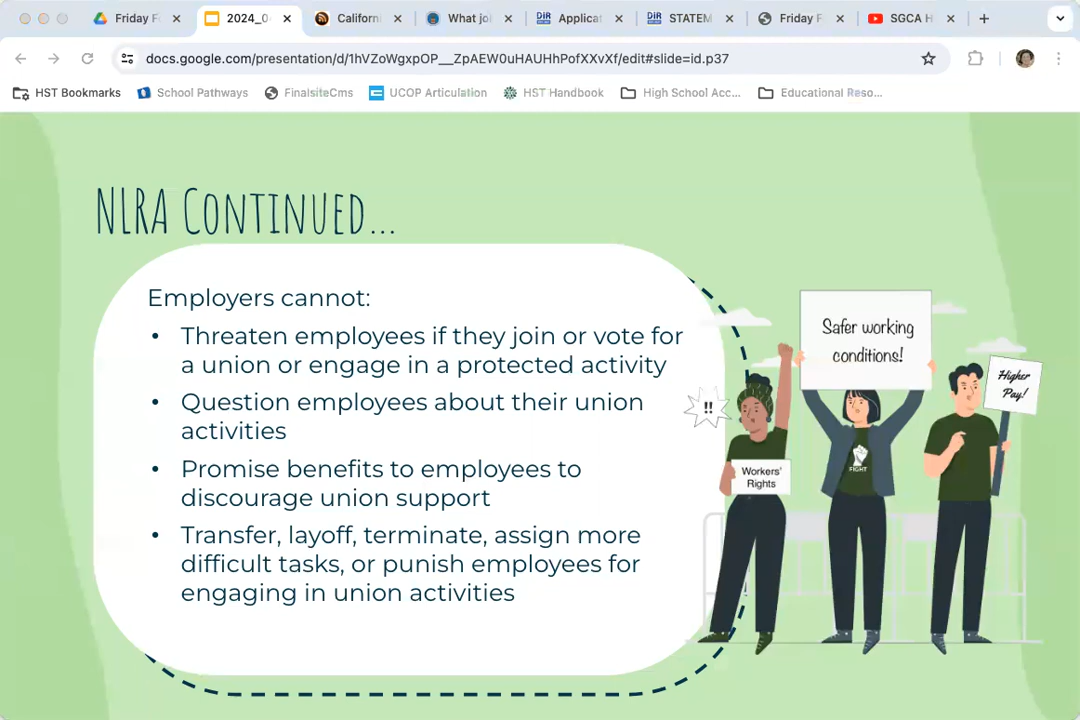 Friday F
2024_0
Californi
What jo
DIR
Applicat
DIR
STATEM
Friday F
SGCA H
docs.google.com/presentation/d/1hVZoWgxpOP__ZpAEW0uHAUHhPofXXvXf/edit#slide=id.p37
HST Bookmarks
School Pathways
FinalsiteCms
UCOP Articulation
HST Handbook
High School Acc...
Educational Reso...
NLRA Continued...
Employers cannot:
• Threaten employees if they join or vote for
a union or engage in a protected activity
• Question employees about their union
activities
• Promise benefits to employees to
discourage union support
• Transfer, layoff, terminate, assign more
difficult tasks, or punish employees for
engaging in union activities
!!
Safer working
conditions!
Higher
Pay!
Workers'
Rights
FIGHT